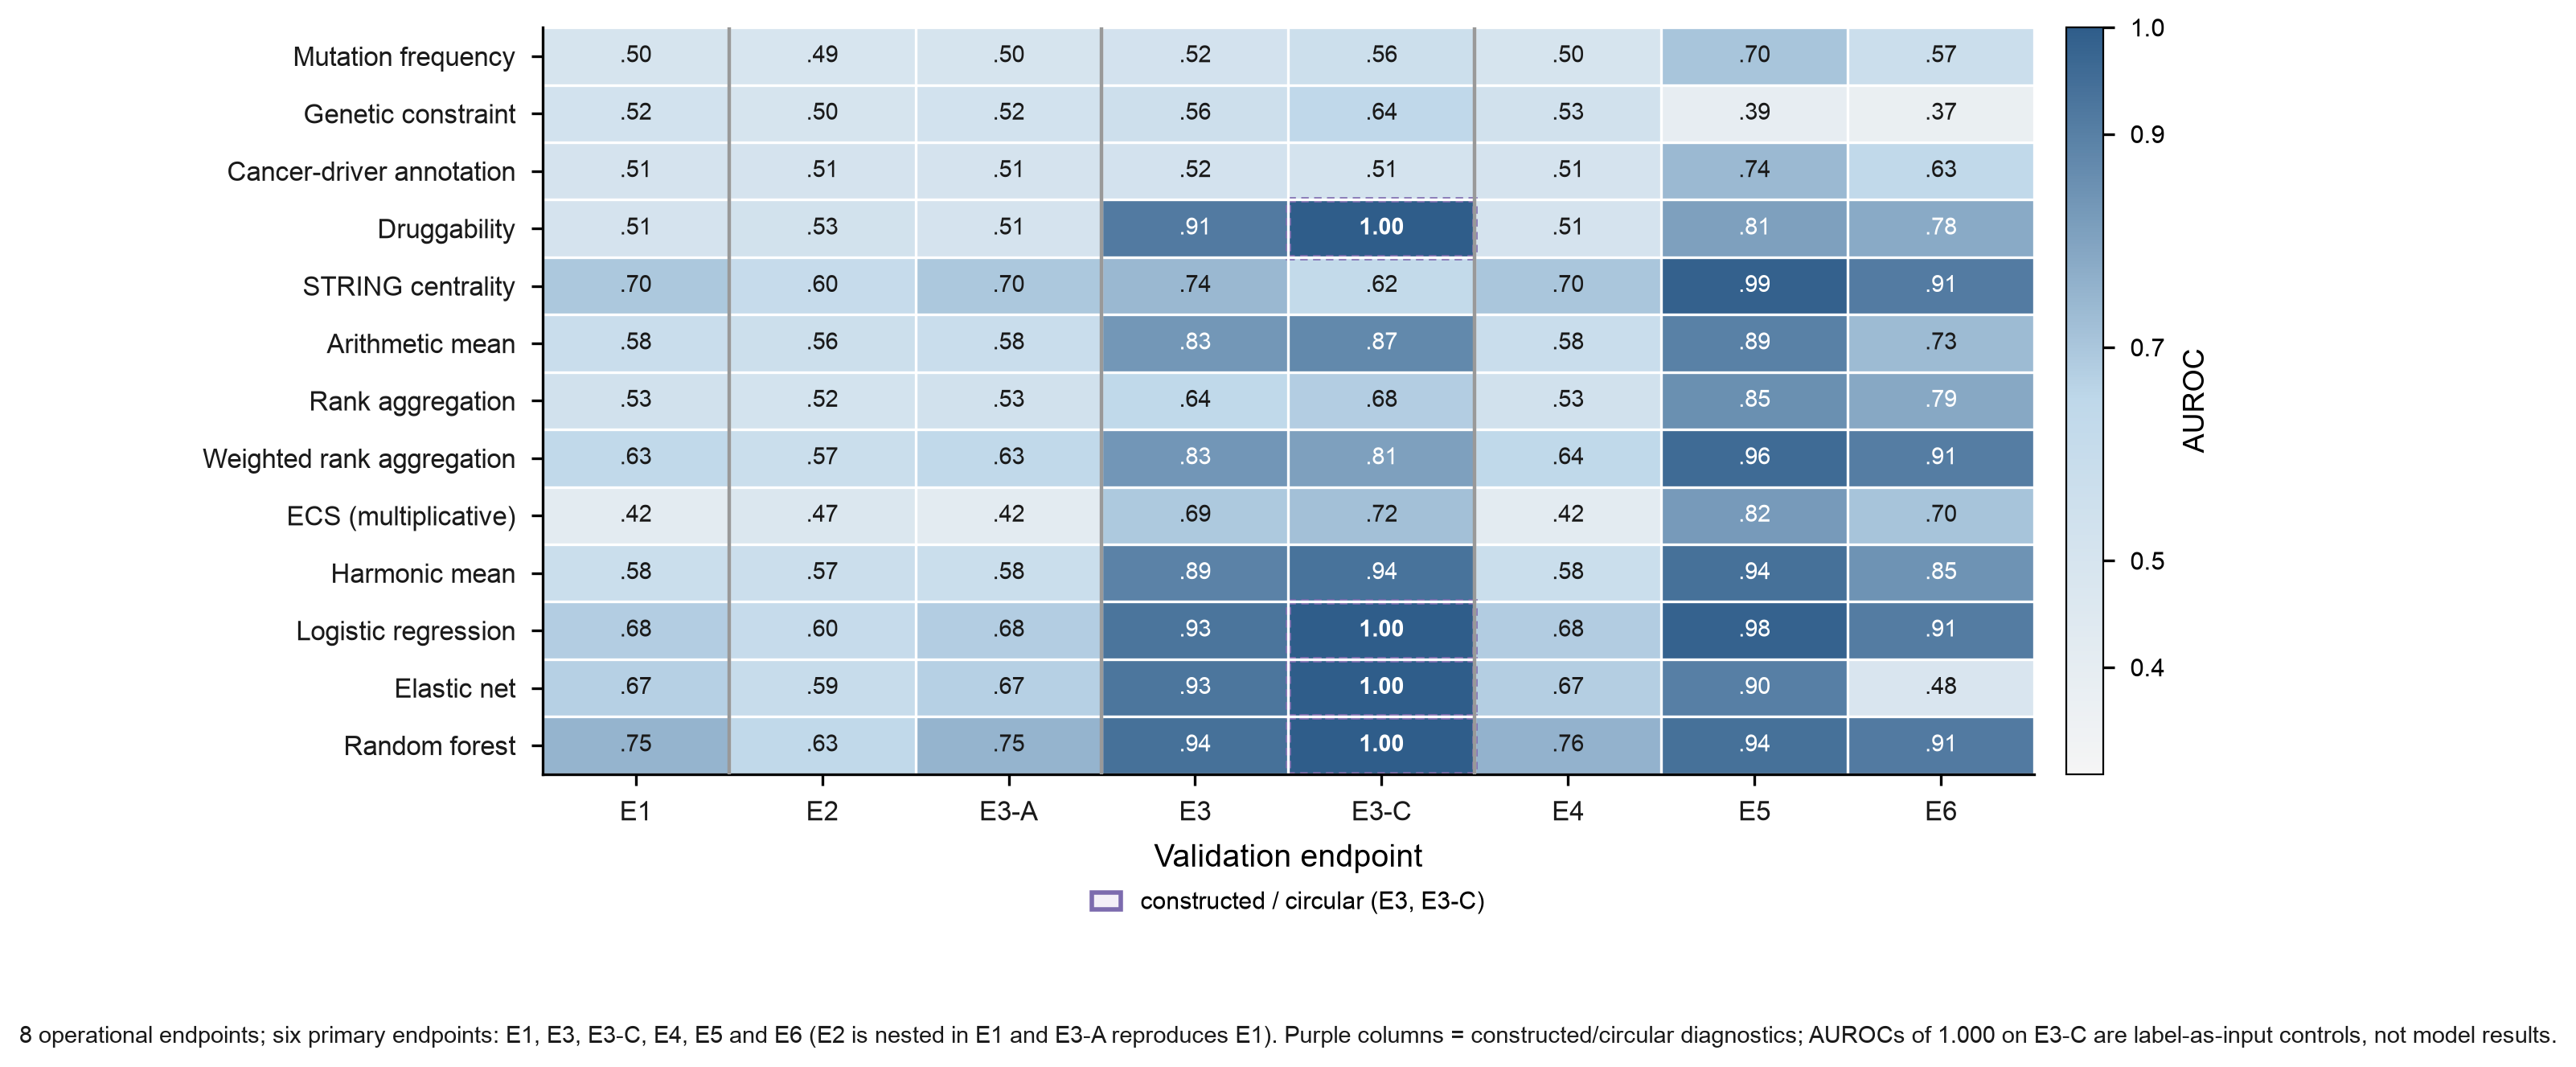 Mutation frequency .50 .49 .50 .52 .56 .50 .70 .57
Genetic constraint .52 .50 .52 .56 .64 .53 .39 .37
Cancer-driver annotation .51 .51 .51 .52 .51 .51 .74 .63
Druggability .51 .53 .51 .91 1.00 .51 .81 .78
STRING centrality .70 .60 .70 .74 .62 .70 .99 .91
Arithmetic mean .58 .56 .58 .83 .87 .58 .89 .73
Rank aggregation .53 .52 .53 .64 .68 .53 .85 .79
Weighted rank aggregation .63 .57 .63 .83 .81 .64 .96 .91
ECS (multiplicative) .42 .47 .42 .69 .72 .42 .82 .70
Harmonic mean .58 .57 .58 .89 .94 .58 .94 .85
Logistic regression .68 .60 .68 .93 1.00 .68 .98 .91
Elastic net .67 .59 .67 .93 1.00 .67 .90 .48
Random forest .75 .63 .75 .94 1.00 .76 .94 .91
E1 E2 E3-A E3 E3-C E4 E5 E6
Validation endpoint
constructed / circular (E3, E3-C)
1.0
0.9
0.7
0.5
0.4
AUROC
8 operational endpoints; six primary endpoints: E1, E3, E3-C, E4, E5 and E6 (E2 is nested in E1 and E3-A reproduces E1). Purple columns = constructed/circular diagnostics; AUROCs of 1.000 on E3-C are label-as-input controls, not model results.